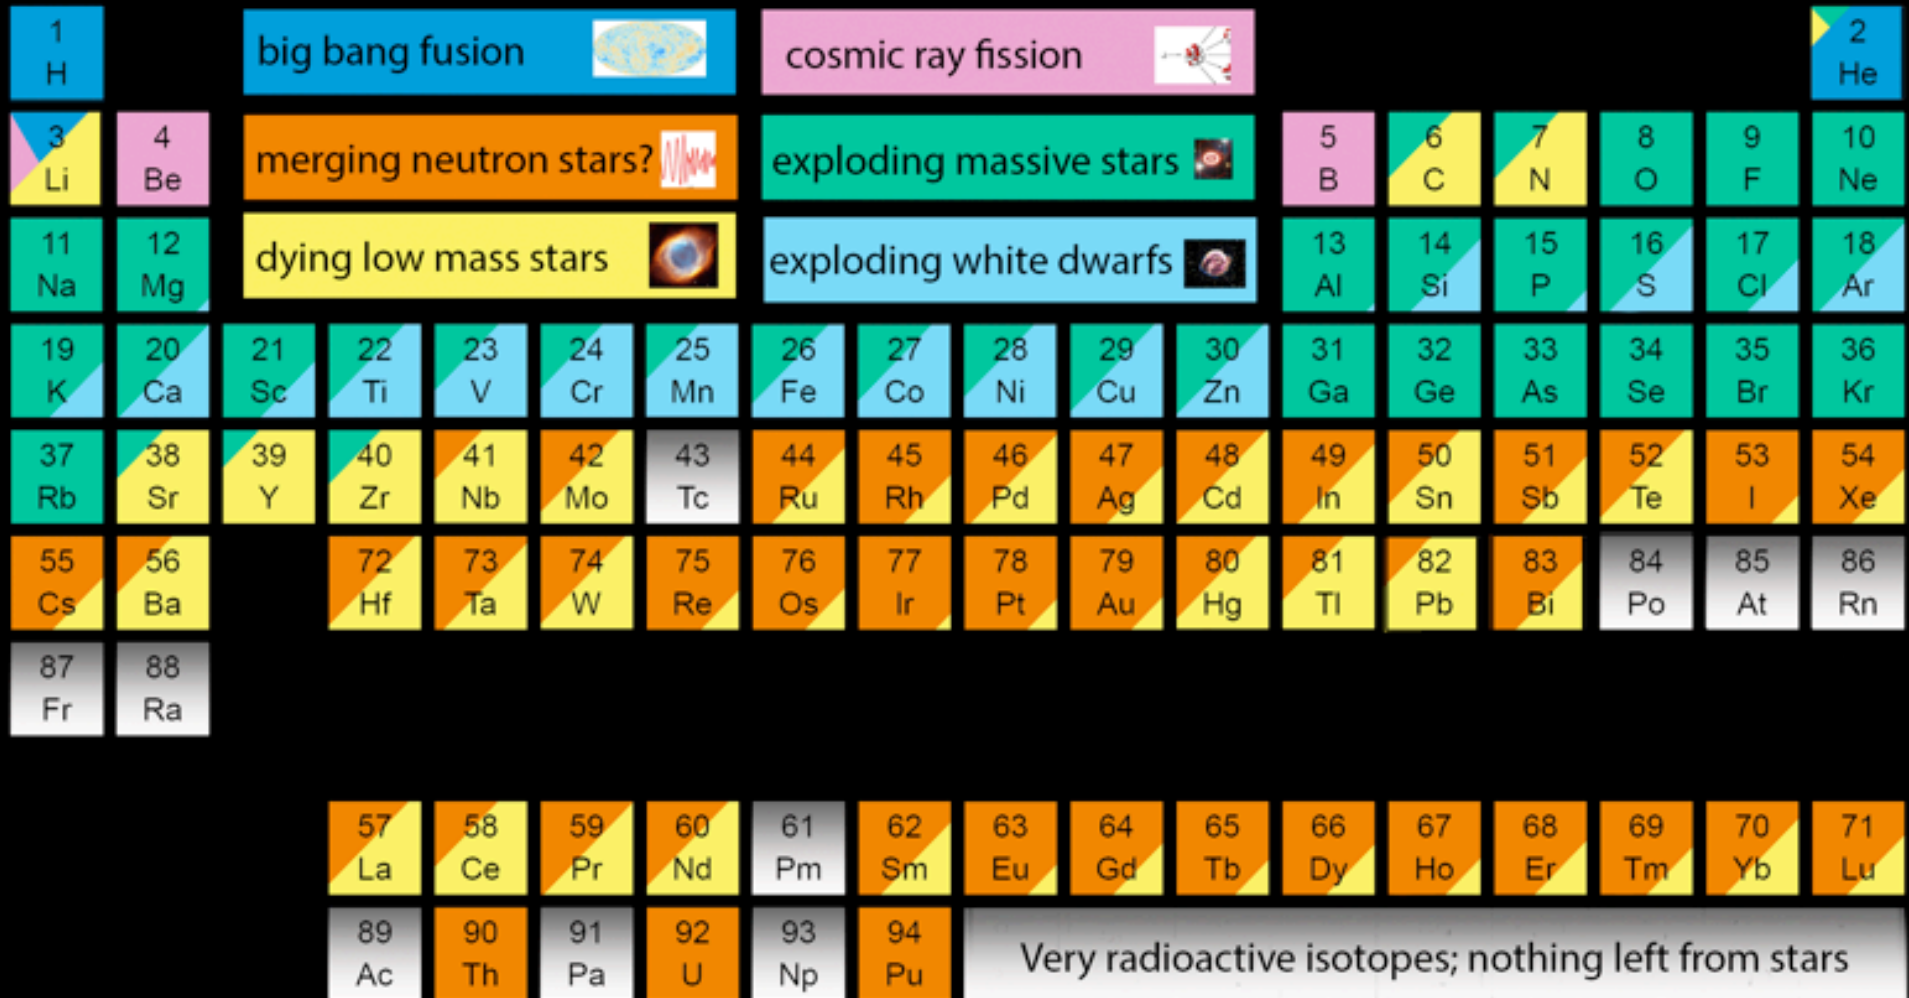 1
H
big bang fusion
cosmic ray fission
2
He
3
Li
4
Be
merging neutron stars?
exploding massive stars
5
B
6
C
7
N
8
O
9
F
10
Ne
11
Na
12
Mg
dying low mass stars
exploding white dwarfs
13
Al
14
Si
15
P
16
S
17
Cl
18
Ar
19
K
20
Ca
21
Sc
22
Ti
23
V
24
Cr
25
Mn
26
Fe
27
Co
28
Ni
29
Cu
30
Zn
31
Ga
32
Ge
33
As
34
Se
35
Br
36
Kr
37
Rb
38
Sr
39
Y
40
Zr
41
Nb
42
Mo
43
Tc
44
Ru
45
Rh
46
Pd
47
Ag
48
Cd
49
In
50
Sn
51
Sb
52
Te
53
I
54
Xe
55
Cs
56
Ba
72
Hf
73
Ta
74
W
75
Re
76
Os
77
Ir
78
Pt
79
Au
80
Hg
81
Tl
82
Pb
83
Bi
84
Po
85
At
86
Rn
87
Fr
88
Ra
57
La
58
Ce
59
Pr
60
Nd
61
Pm
62
Sm
63
Eu
64
Gd
65
Tb
66
Dy
67
Ho
68
Er
69
Tm
70
Yb
71
Lu
89
Ac
90
Th
91
Pa
92
U
93
Np
94
Pu
Very radioactive isotopes; nothing left from stars